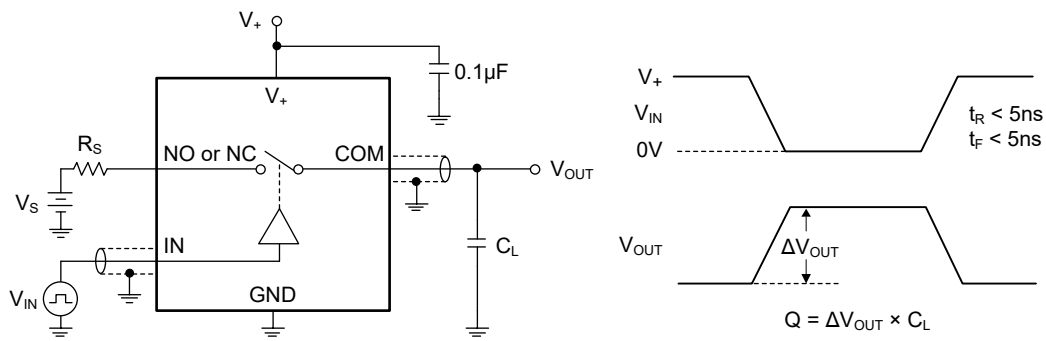 V+
0.1µF
V+
RS
NO or NC
COM
VOUT
VS
IN
CL
VIN
GND
V+
VIN
0V
tR < 5ns
tF < 5ns
VOUT
ΔVOUT
Q = ΔVOUT × CL